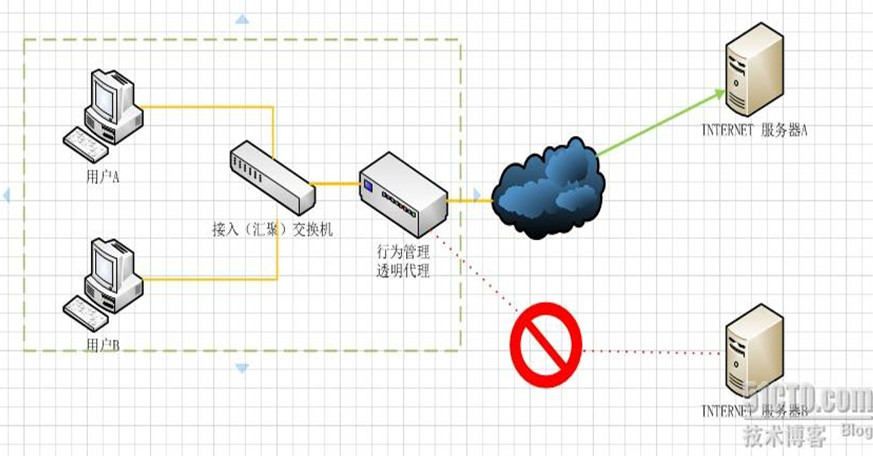 INTERNET 服务器A
用户A
接入（汇聚）交换机
行为管理
透明代理
用户B
INTERNET 服务器B
51CTO.com
技术博客 Blog